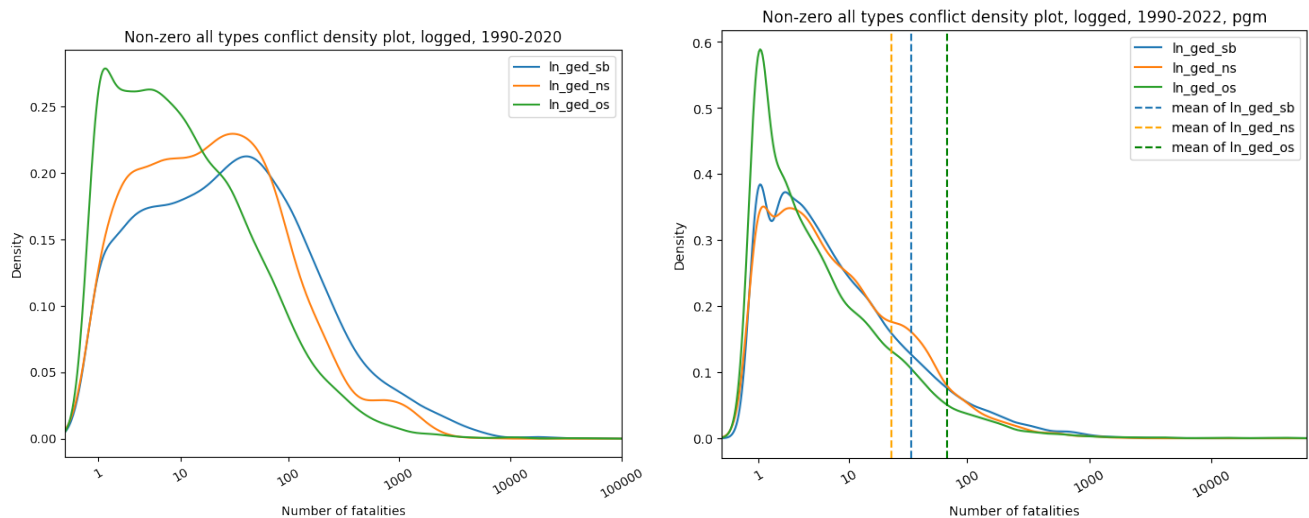 Non-zero all types conflict density plot, logged, 1990-2020
ln_ged_sb
ln_ged_ns
ln_ged_os
0.25
0.20
0.15
0.10
0.05
0.00
Density
1
10
100
1000
10000
100000
Number of fatalities
Non-zero all types conflict density plot, logged, 1990-2022, pgm
ln_ged_sb
ln_ged_ns
ln_ged_os
mean of ln_ged_sb
mean of ln_ged_ns
mean of ln_ged_os
0.6
0.5
0.4
0.3
0.2
0.1
0.0
Density
1
10
100
1000
10000
Number of fatalities